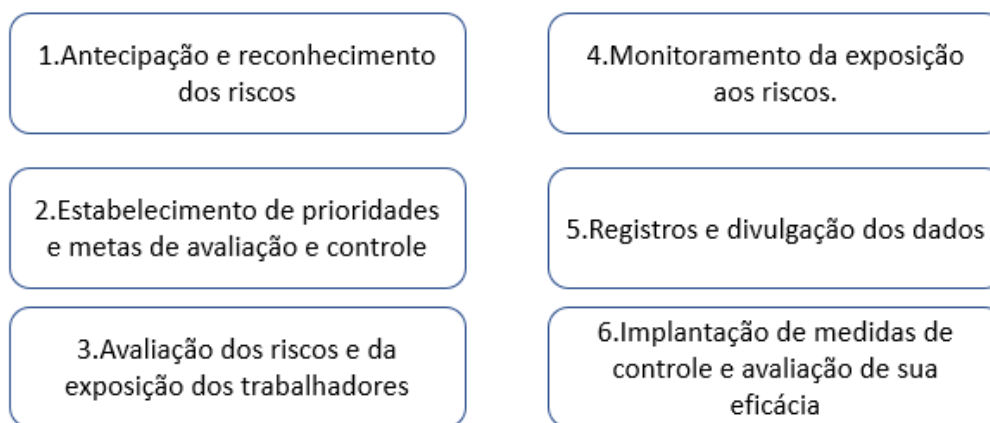 1.Antecipação e reconhecimento
dos riscos
2.Estabelecimento de prioridades
e metas de avaliação e controle
3.Avaliação dos riscos e da
exposição dos trabalhadores
4.Monitoramento da exposição
aos riscos.
5.Registros e divulgação dos dados
6.Implantação de medidas de
controle e avaliação de sua
eficácia